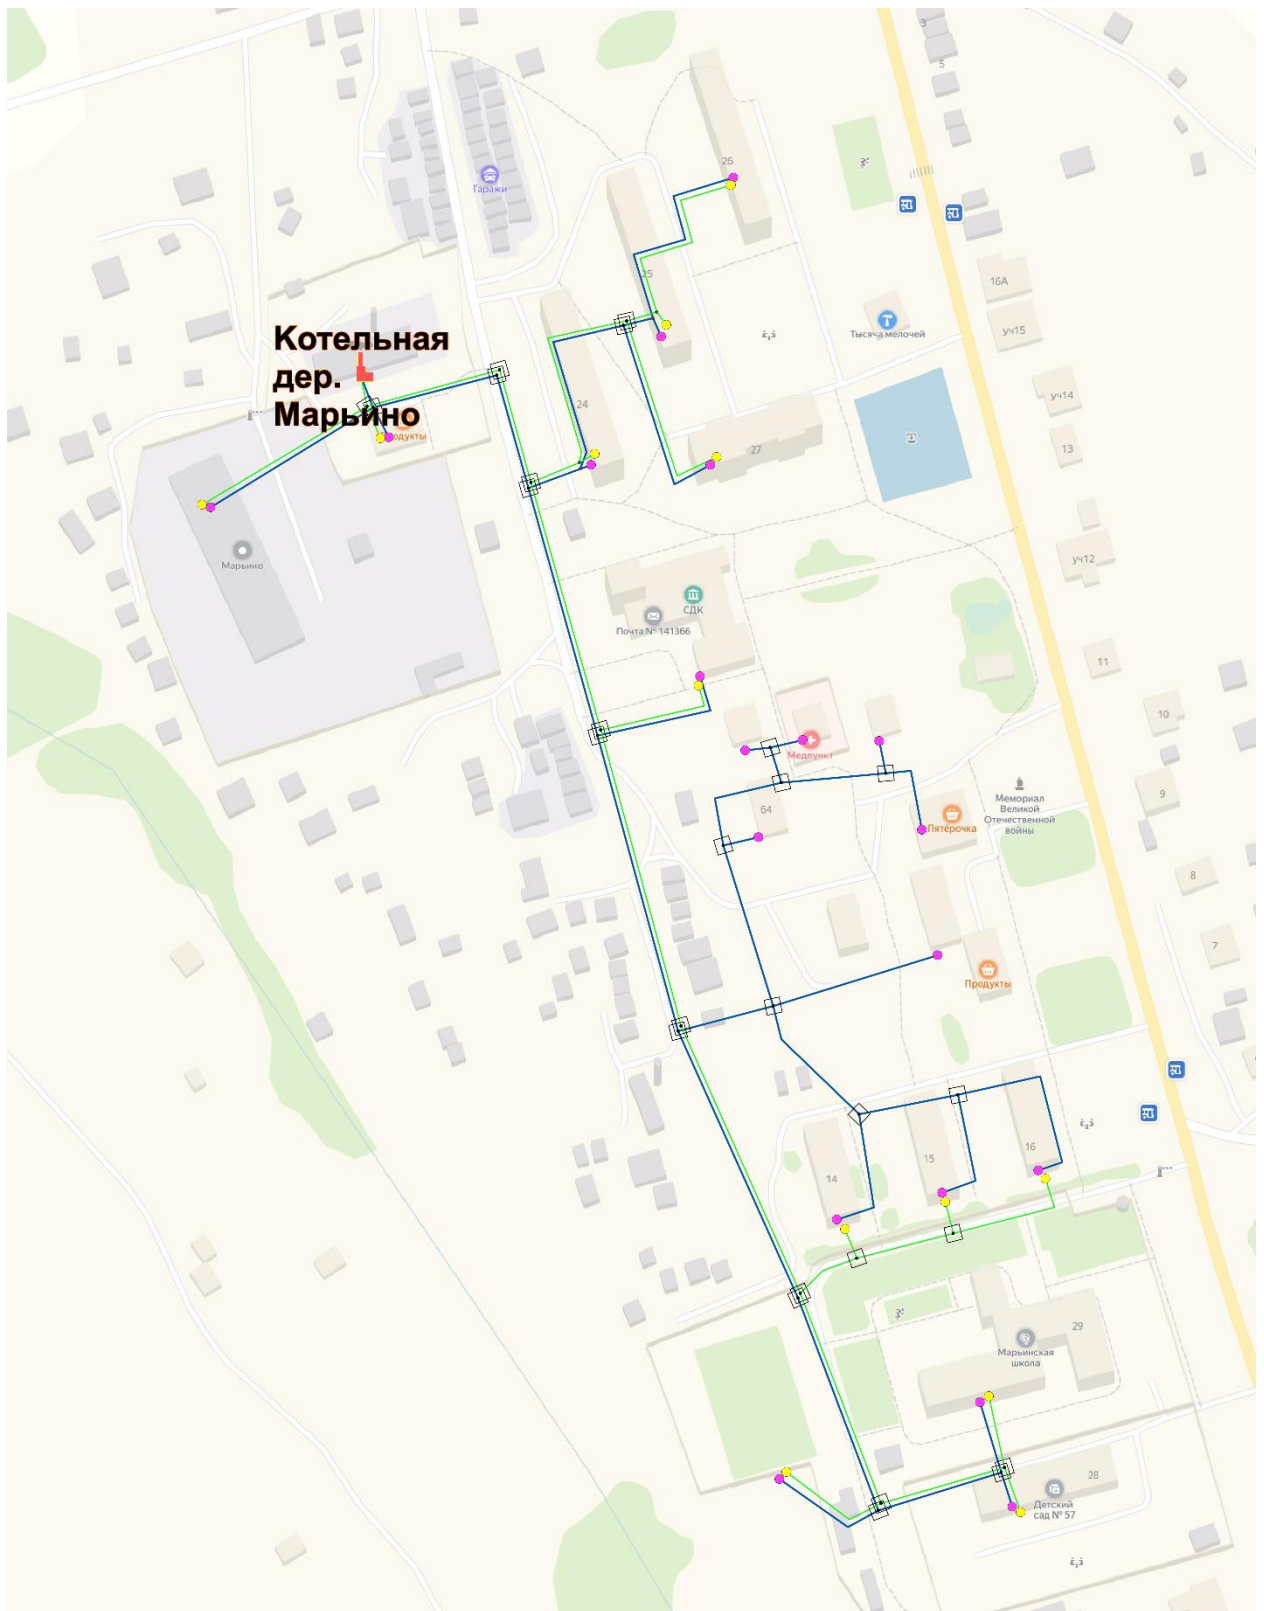 3
5
26
Гаражи
16А
25
Тысяча мелочей
уч15
Котельная
дер.
Марьино
уч14
24
Продукты
27
13
Марьино
уч12
СДК
Почта № 141366
11
10
Медпункт
Мемориал
Великой
Отечественной
войны
9
64
Пятёрочка
8
7
Продукты
16
15
14
29
Марьинская
школа
28
Детский
сад № 57